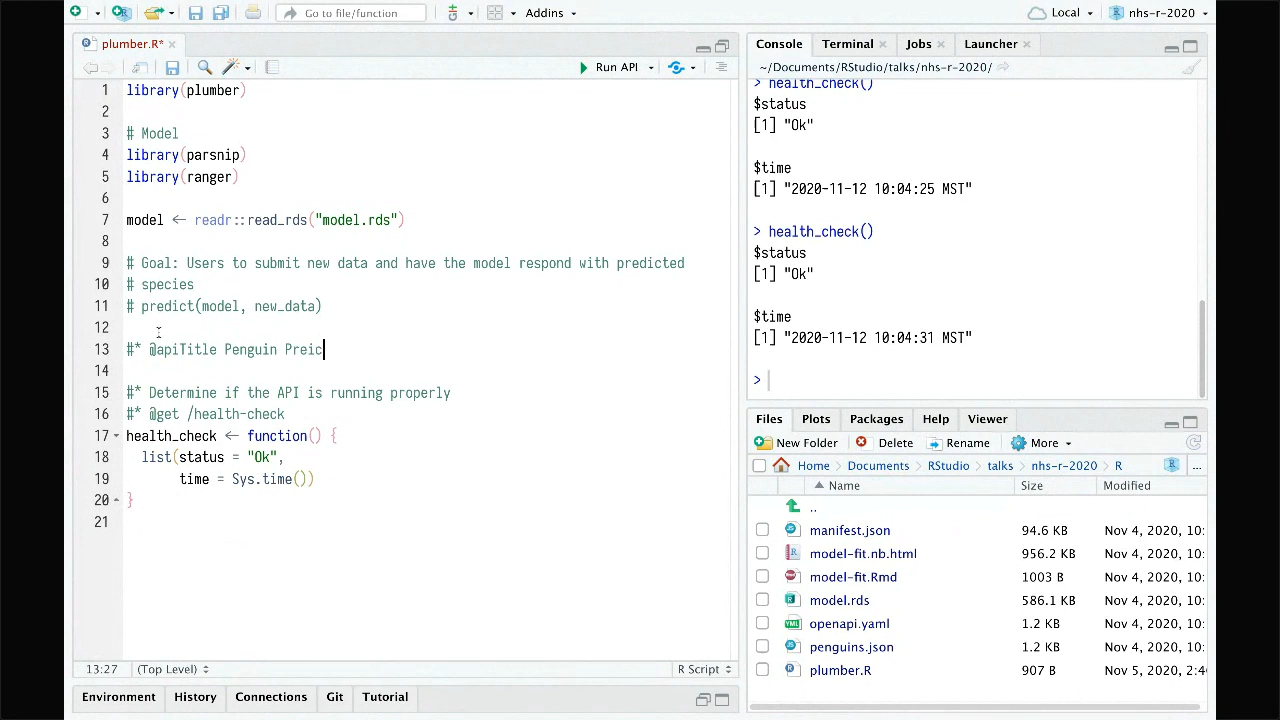 Go to file/function
Addins
Local
nhs-r-2020
plumber.R*
Run API
1 library(plumber)
2
3 # Model
4 library(parsnip)
5 library(ranger)
6
7 model <- readr::read_rds("model.rds")
8
9 # Goal: Users to submit new data and have the model respond with predicted
10 # species
11 # predict(model, new_data)
12
13 #* @apiTitle Penguin Preic
14
15 #* Determine if the API is running properly
16 #* @get /health-check
17 health_check <- function() {
18 list(status = "Ok",
19 time = Sys.time())
20 }
21
13:27 (Top Level) R Script
Environment History Connections Git Tutorial
Console Terminal Jobs Launcher
~/Documents/RStudio/talks/nhs-r-2020/
> health_check()
$status
[1] "Ok"
$time
[1] "2020-11-12 10:04:25 MST"
> health_check()
$status
[1] "Ok"
$time
[1] "2020-11-12 10:04:31 MST"
>
Files Plots Packages Help Viewer
New Folder Delete Rename More
Home Documents RStudio talks nhs-r-2020 R ...
Name Size Modified
..
manifest.json 94.6 KB Nov 4, 2020, 10:
model-fit.nb.html 956.2 KB Nov 4, 2020, 10:
model-fit.Rmd 1003 B Nov 4, 2020, 10:
model.rds 586.1 KB Nov 4, 2020, 10:
openapi.yaml 1.2 KB Nov 4, 2020, 10:
penguins.json 1.2 KB Nov 4, 2020, 10:
plumber.R 907 B Nov 5, 2020, 2:4